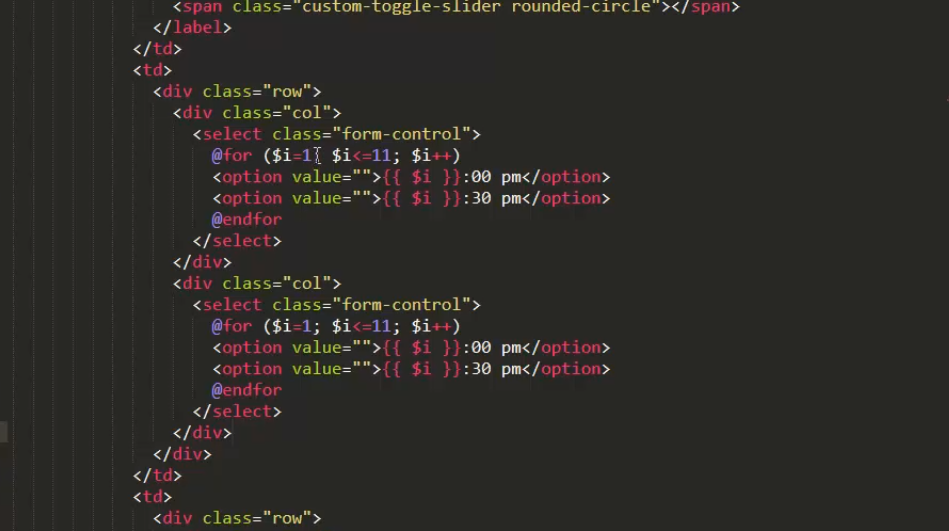 <span class="custom-toggle-slider rounded-circle"></span>
</label>
</td>
<td>
<div class="row">
<div class="col">
<select class="form-control">
@for ($i=1; $i<=11; $i++)
<option value="">{{ $i }}:00 pm</option>
<option value="">{{ $i }}:30 pm</option>
@endfor
</select>
</div>
<div class="col">
<select class="form-control">
@for ($i=1; $i<=11; $i++)
<option value="">{{ $i }}:00 pm</option>
<option value="">{{ $i }}:30 pm</option>
@endfor
</select>
</div>
</div>
</td>
<td>
<div class="row">